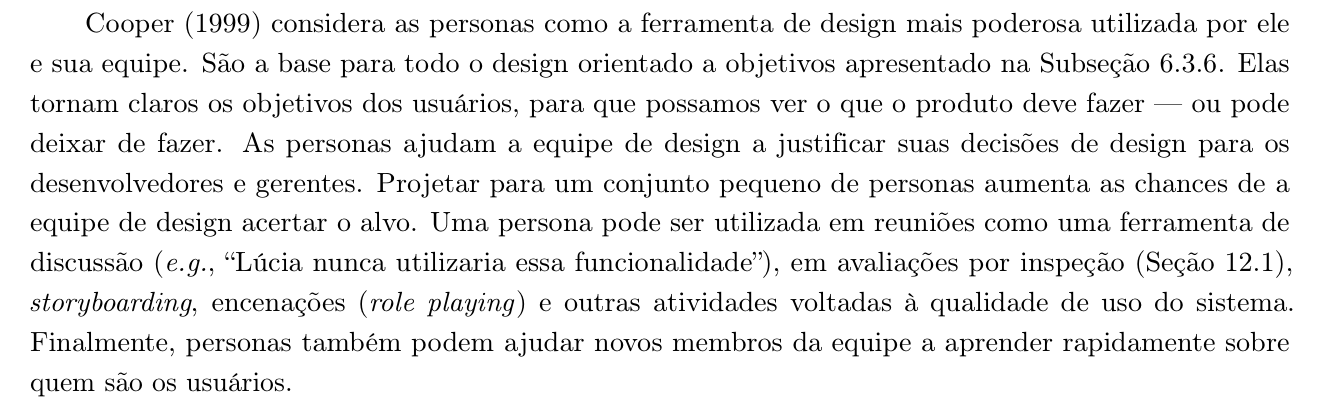 Cooper (1999) considera as personas como a ferramenta de design mais poderosa utilizada por ele
e sua equipe. São a base para todo o design orientado a objetivos apresentado na Subseção 6.3.6. Elas
tornam claros os objetivos dos usuários, para que possamos ver o que o produto deve fazer — ou pode
deixar de fazer. As personas ajudam a equipe de design a justificar suas decisões de design para os
desenvolvedores e gerentes. Projetar para um conjunto pequeno de personas aumenta as chances de a
equipe de design acertar o alvo. Uma persona pode ser utilizada em reuniões como uma ferramenta de
discussão (e.g., “Lúcia nunca utilizaria essa funcionalidade”), em avaliações por inspeção (Seção 12.1),
storyboarding, encenações (role playing) e outras atividades voltadas à qualidade de uso do sistema.
Finalmente, personas também podem ajudar novos membros da equipe a aprender rapidamente sobre
quem são os usuários.